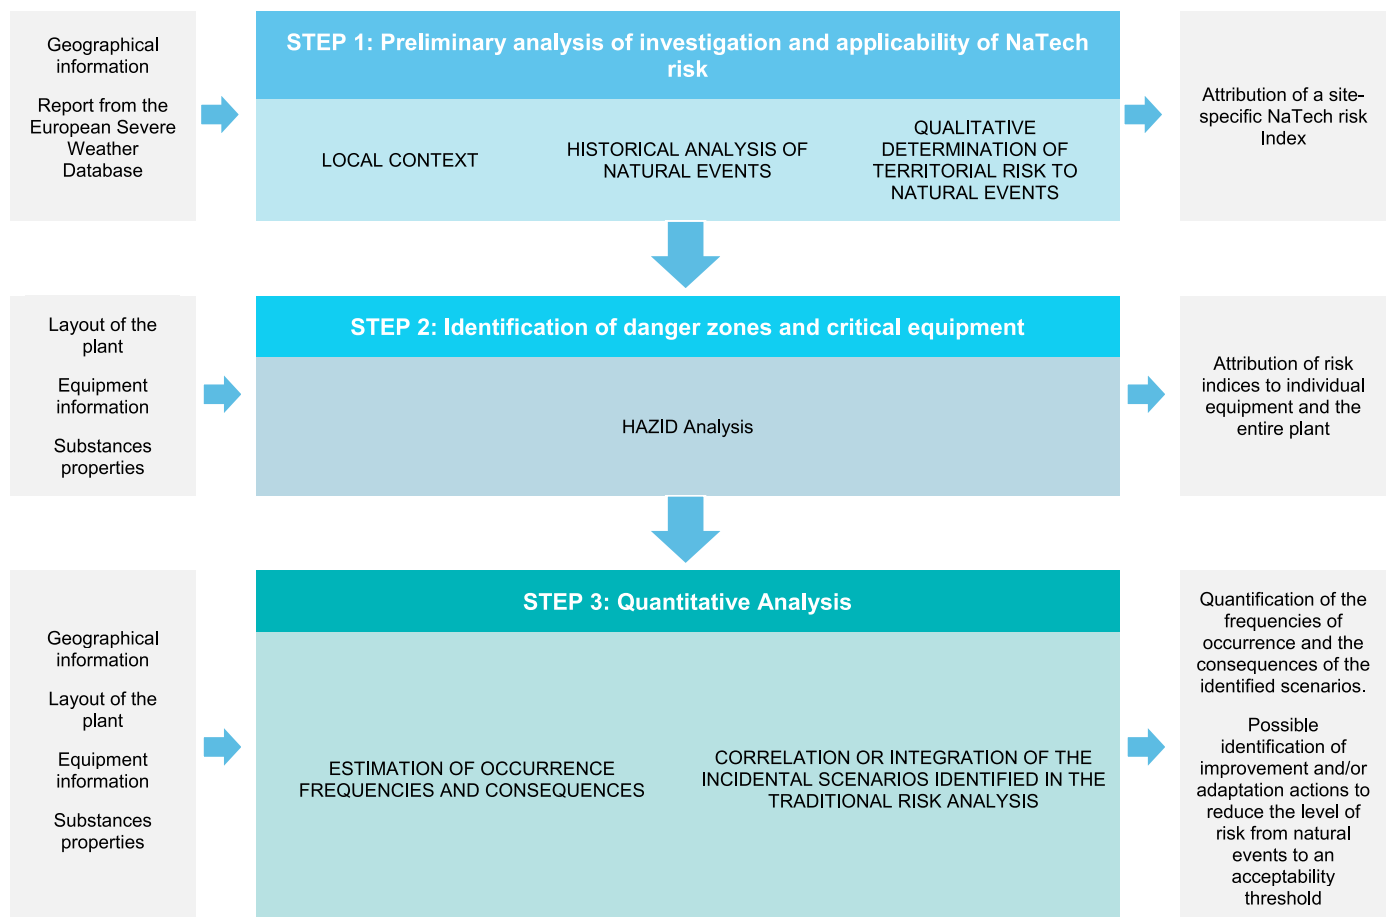 Geographical
information
Report from the
European Severe
Weather
Database
STEP 1: Preliminary analysis of investigation and applicability of NaTech
risk
LOCAL CONTEXT
HISTORICAL ANALYSIS OF
NATURAL EVENTS
QUALITATIVE
DETERMINATION OF
TERRITORIAL RISK TO
NATURAL EVENTS
Attribution of a site-
specific NaTech risk
Index
Layout of the
plant
Equipment
information
Substances
properties
STEP 2: Identification of danger zones and critical equipment
HAZID Analysis
Attribution of risk
indices to individual
equipment and the
entire plant
Geographical
information
Layout of the
plant
Equipment
information
Substances
properties
STEP 3: Quantitative Analysis
ESTIMATION OF OCCURRENCE
FREQUENCIES AND CONSEQUENCES
CORRELATION OR INTEGRATION OF THE
INCIDENTAL SCENARIOS IDENTIFIED IN THE
TRADITIONAL RISK ANALYSIS
Quantification of the
frequencies of
occurrence and the
consequences of the
identified scenarios.
Possible
identification of
improvement and/or
adaptation actions to
reduce the level of
risk from natural
events to an
acceptability
threshold